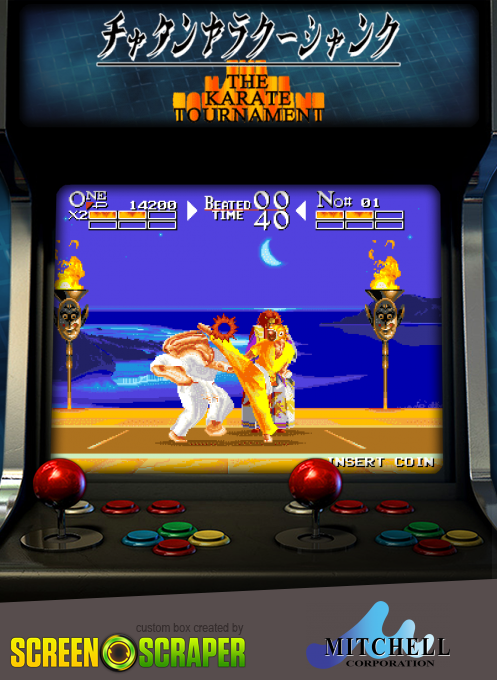 チャタンヤラクーシャンク
THE
KARATE
TOURNAMENT
ONE
14200
BEATED
00
No# 01
X2
TIME
40
INSERT COIN
custom box created by
SCREEN SCRAPER
MITCHELL
CORPORATION